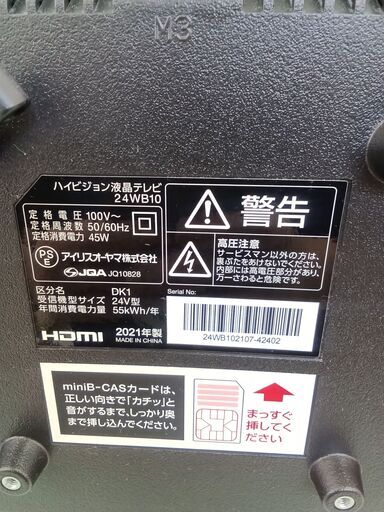 M3
ハイビジョン液晶テレビ
24WB10
定格電圧 100V～
定格周波数 50/60Hz
定格消費電力 45W
PS
E
アイリスオーヤマ株式会社
JQA JQ10828
区分名 DK1
受信機型サイズ 24V型
年間消費電力量 55kWh/年
HDMI
2021年製
MADE IN CHINA
警告
高圧注意
サービスマン以外の方は、
裏ぶたをあけないでください。
内部には高電圧部分があり、
万一さわると危険です。
Serial No:
24WB102107-42402
miniB-CASカードは、
正しい向きで「カチッ」と
音がするまで、しっかり奥
まで挿し込んでください。
まっすぐ
挿してく
ださい